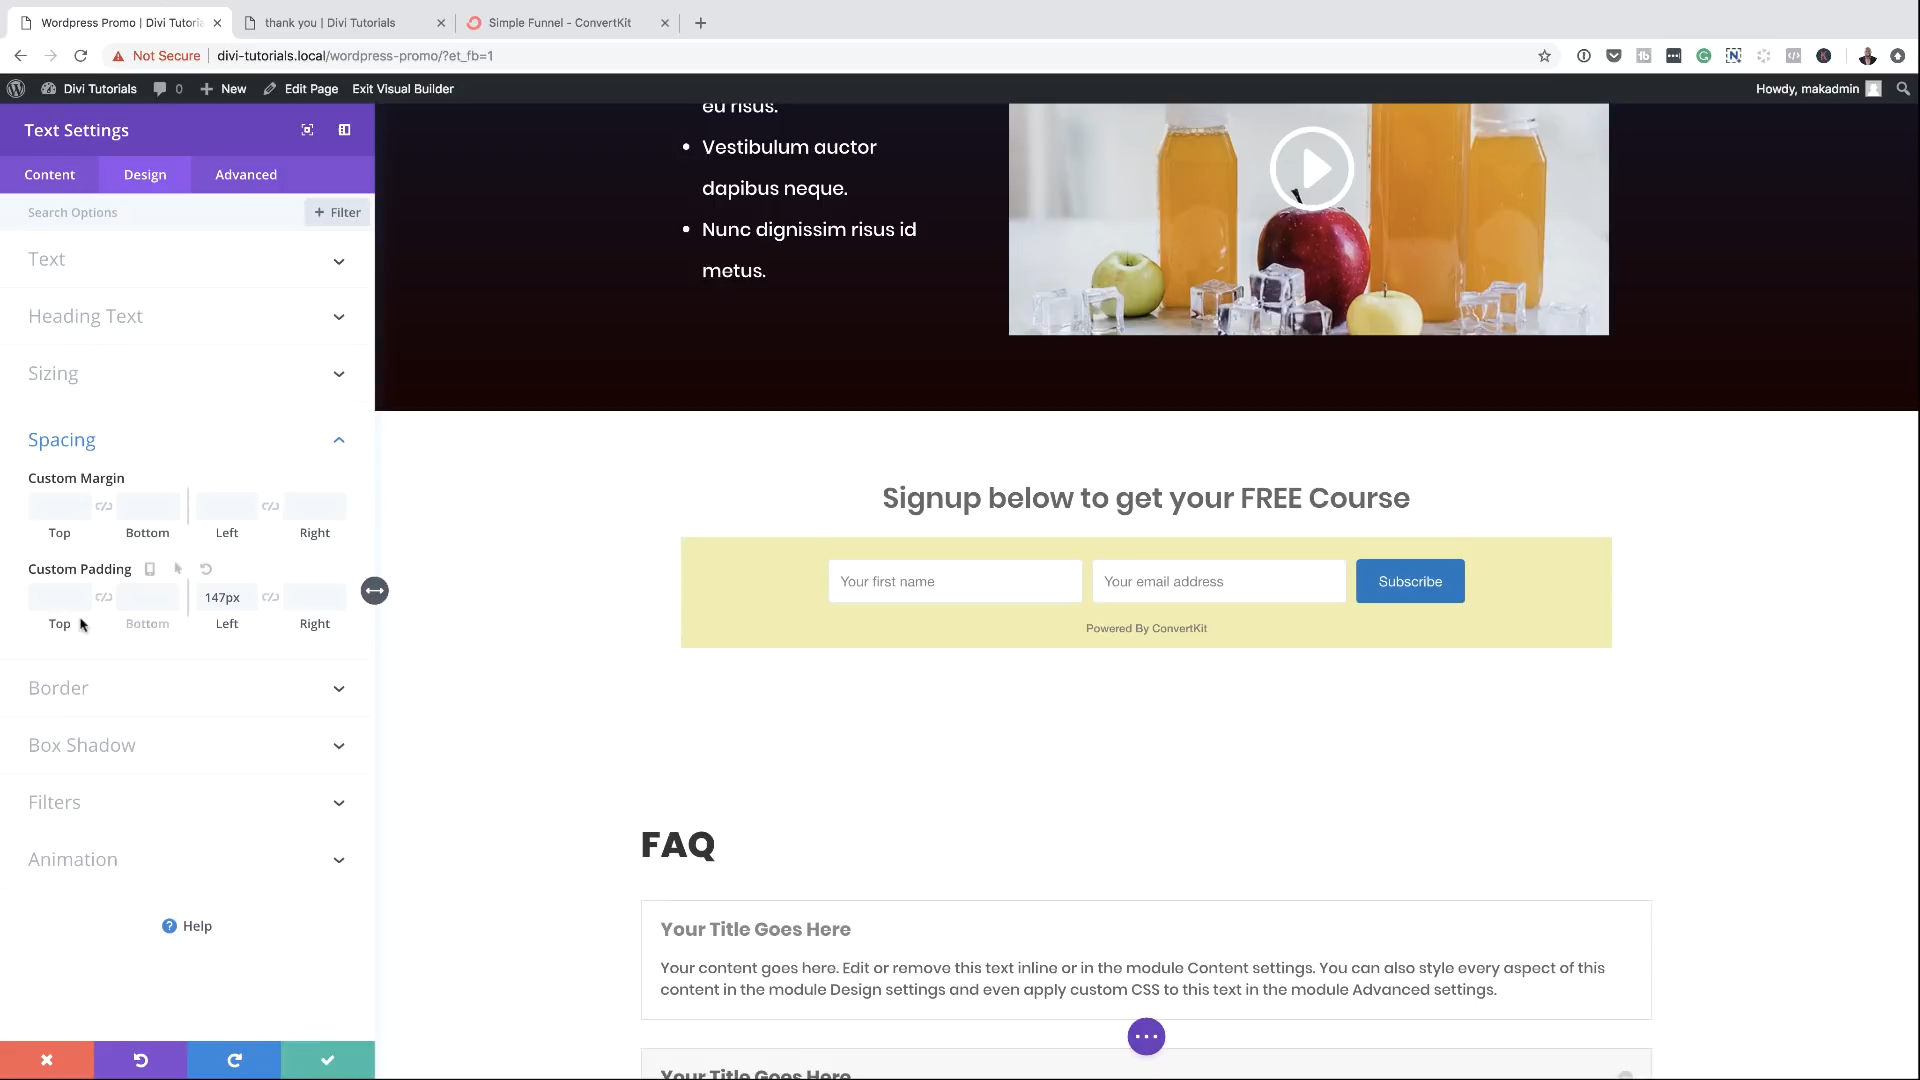 Wordpress Promo | Divi Tutoria
thank you | Divi Tutorials
Simple Funnel - ConvertKit
Not Secure
divi-tutorials.local/wordpress-promo/?et_fb=1
Divi Tutorials
0
New
Edit Page
Exit Visual Builder
Howdy, makadmin
Text Settings
Content
Design
Advanced
Search Options
+ Filter
Text
Heading Text
Sizing
Spacing
Custom Margin
Top
Bottom
Left
Right
Custom Padding
147px
Top
Bottom
Left
Right
Border
Box Shadow
Filters
Animation
? Help
eu risus.
• Vestibulum auctor
dapibus neque.
• Nunc dignissim risus id
metus.
Signup below to get your FREE Course
Your first name
Your email address
Subscribe
Powered By ConvertKit
FAQ
Your Title Goes Here
Your content goes here. Edit or remove this text inline or in the module Content settings. You can also style every aspect of this
content in the module Design settings and even apply custom CSS to this text in the module Advanced settings.
Your Title Goes Here